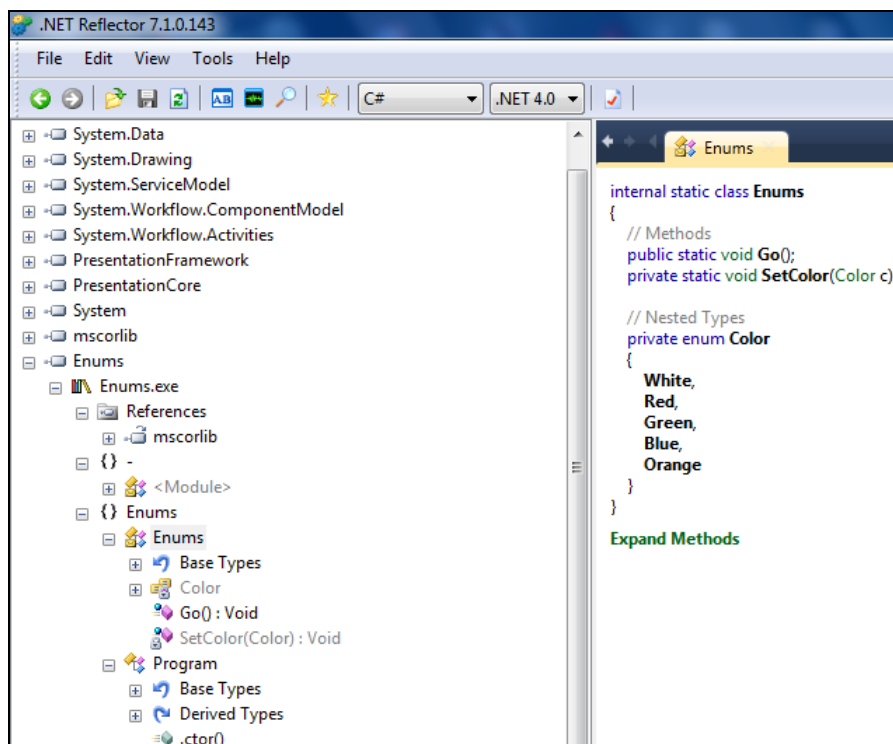 .NET Reflector 7.1.0.143
File Edit View Tools Help
C# .NET 4.0
System.Data
System.Drawing
System.ServiceModel
System.Workflow.ComponentModel
System.Workflow.Activities
PresentationFramework
PresentationCore
System
mscorlib
Enums
Enums.exe
References
mscorlib
{} -
<Module>
{} Enums
Enums
Base Types
Color
Go() : Void
SetColor(Color) : Void
Program
Base Types
Derived Types
.ctor()
Enums
internal static class Enums
{
// Methods
public static void Go();
private static void SetColor(Color c)
// Nested Types
private enum Color
{
White,
Red,
Green,
Blue,
Orange
}
}
Expand Methods